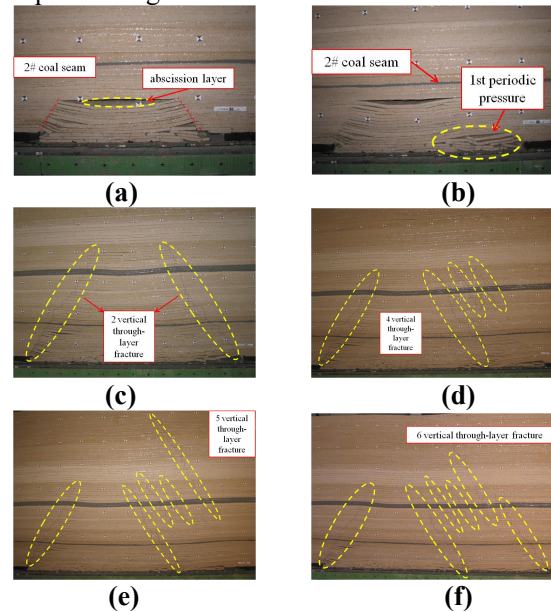 2# coal seam
abscission layer
(a)
2# coal seam
1st periodic
pressure
(b)
2 vertical
through-
layer
fracture
(c)
4 vertical
through-
layer
fracture
(d)
5 vertical
through-
layer
fracture
(e)
6 vertical through-layer fracture
(f)